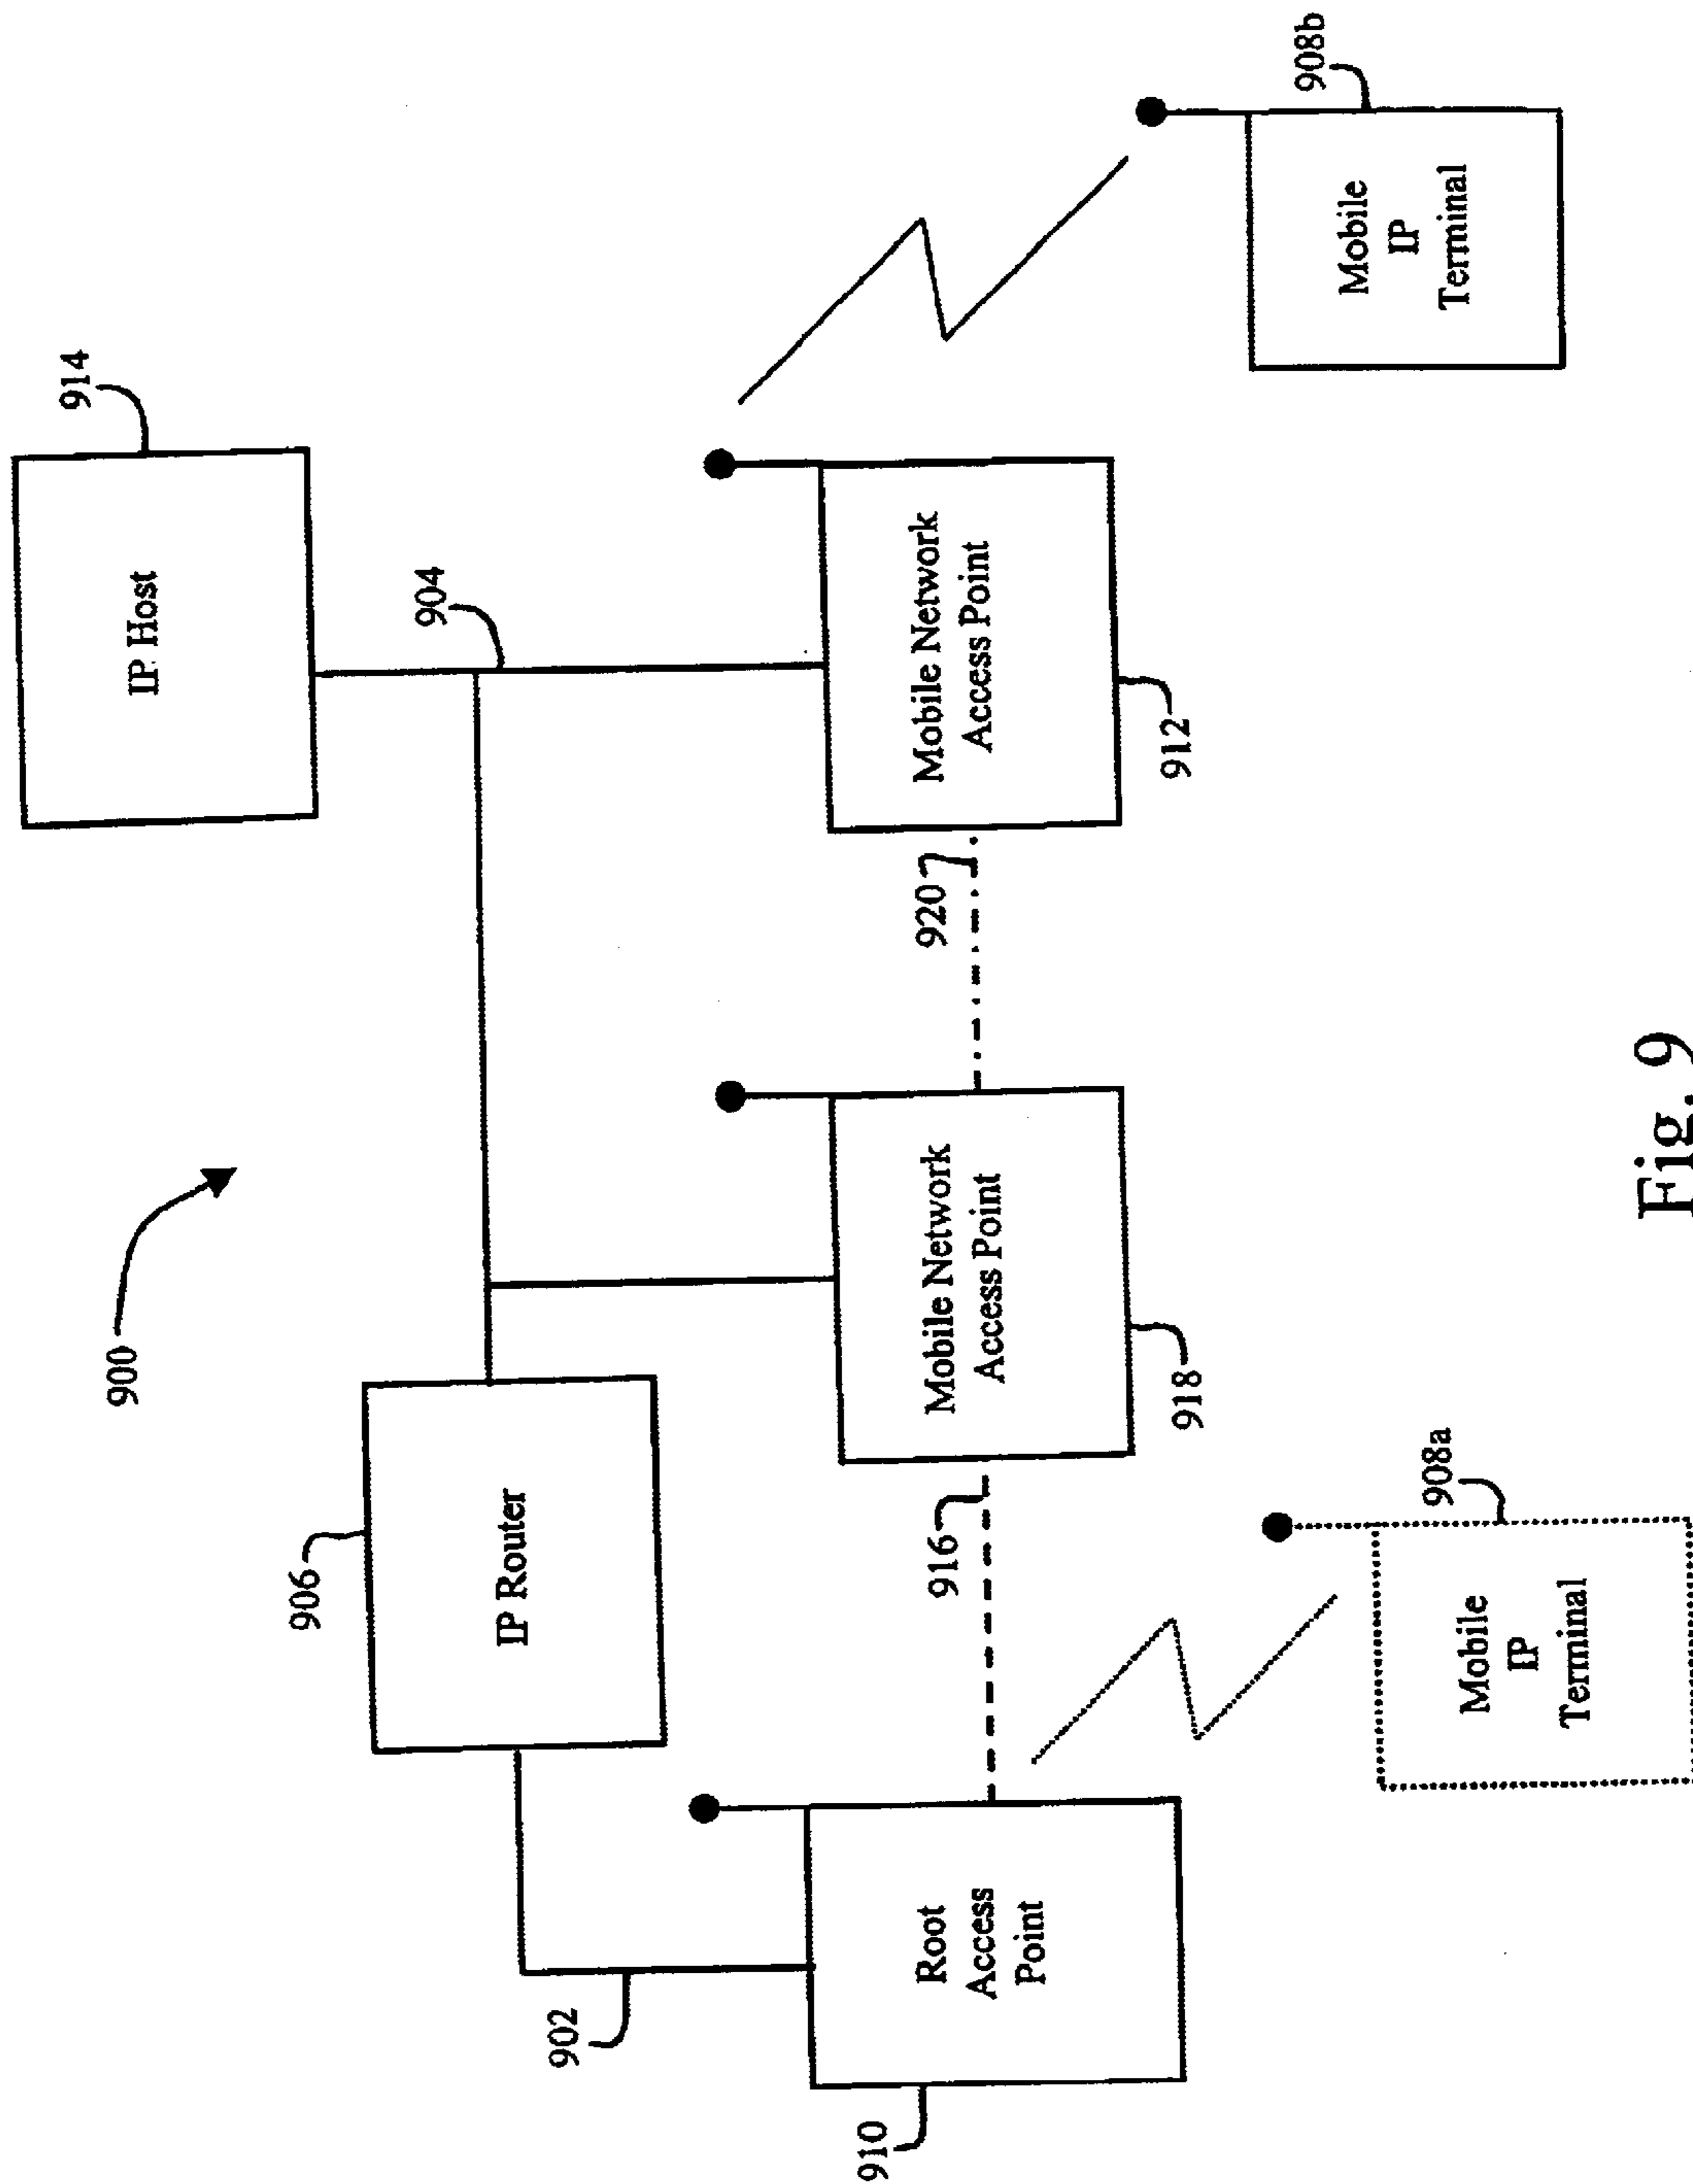 900
914
IP Host
906
IP Router
904
902
910
Root
Access
Point
916
Mobile Network
Access Point
918
920
Mobile Network
Access Point
912
908a
Mobile
IP
Terminal
908b
Mobile
IP
Terminal
Fig. 9